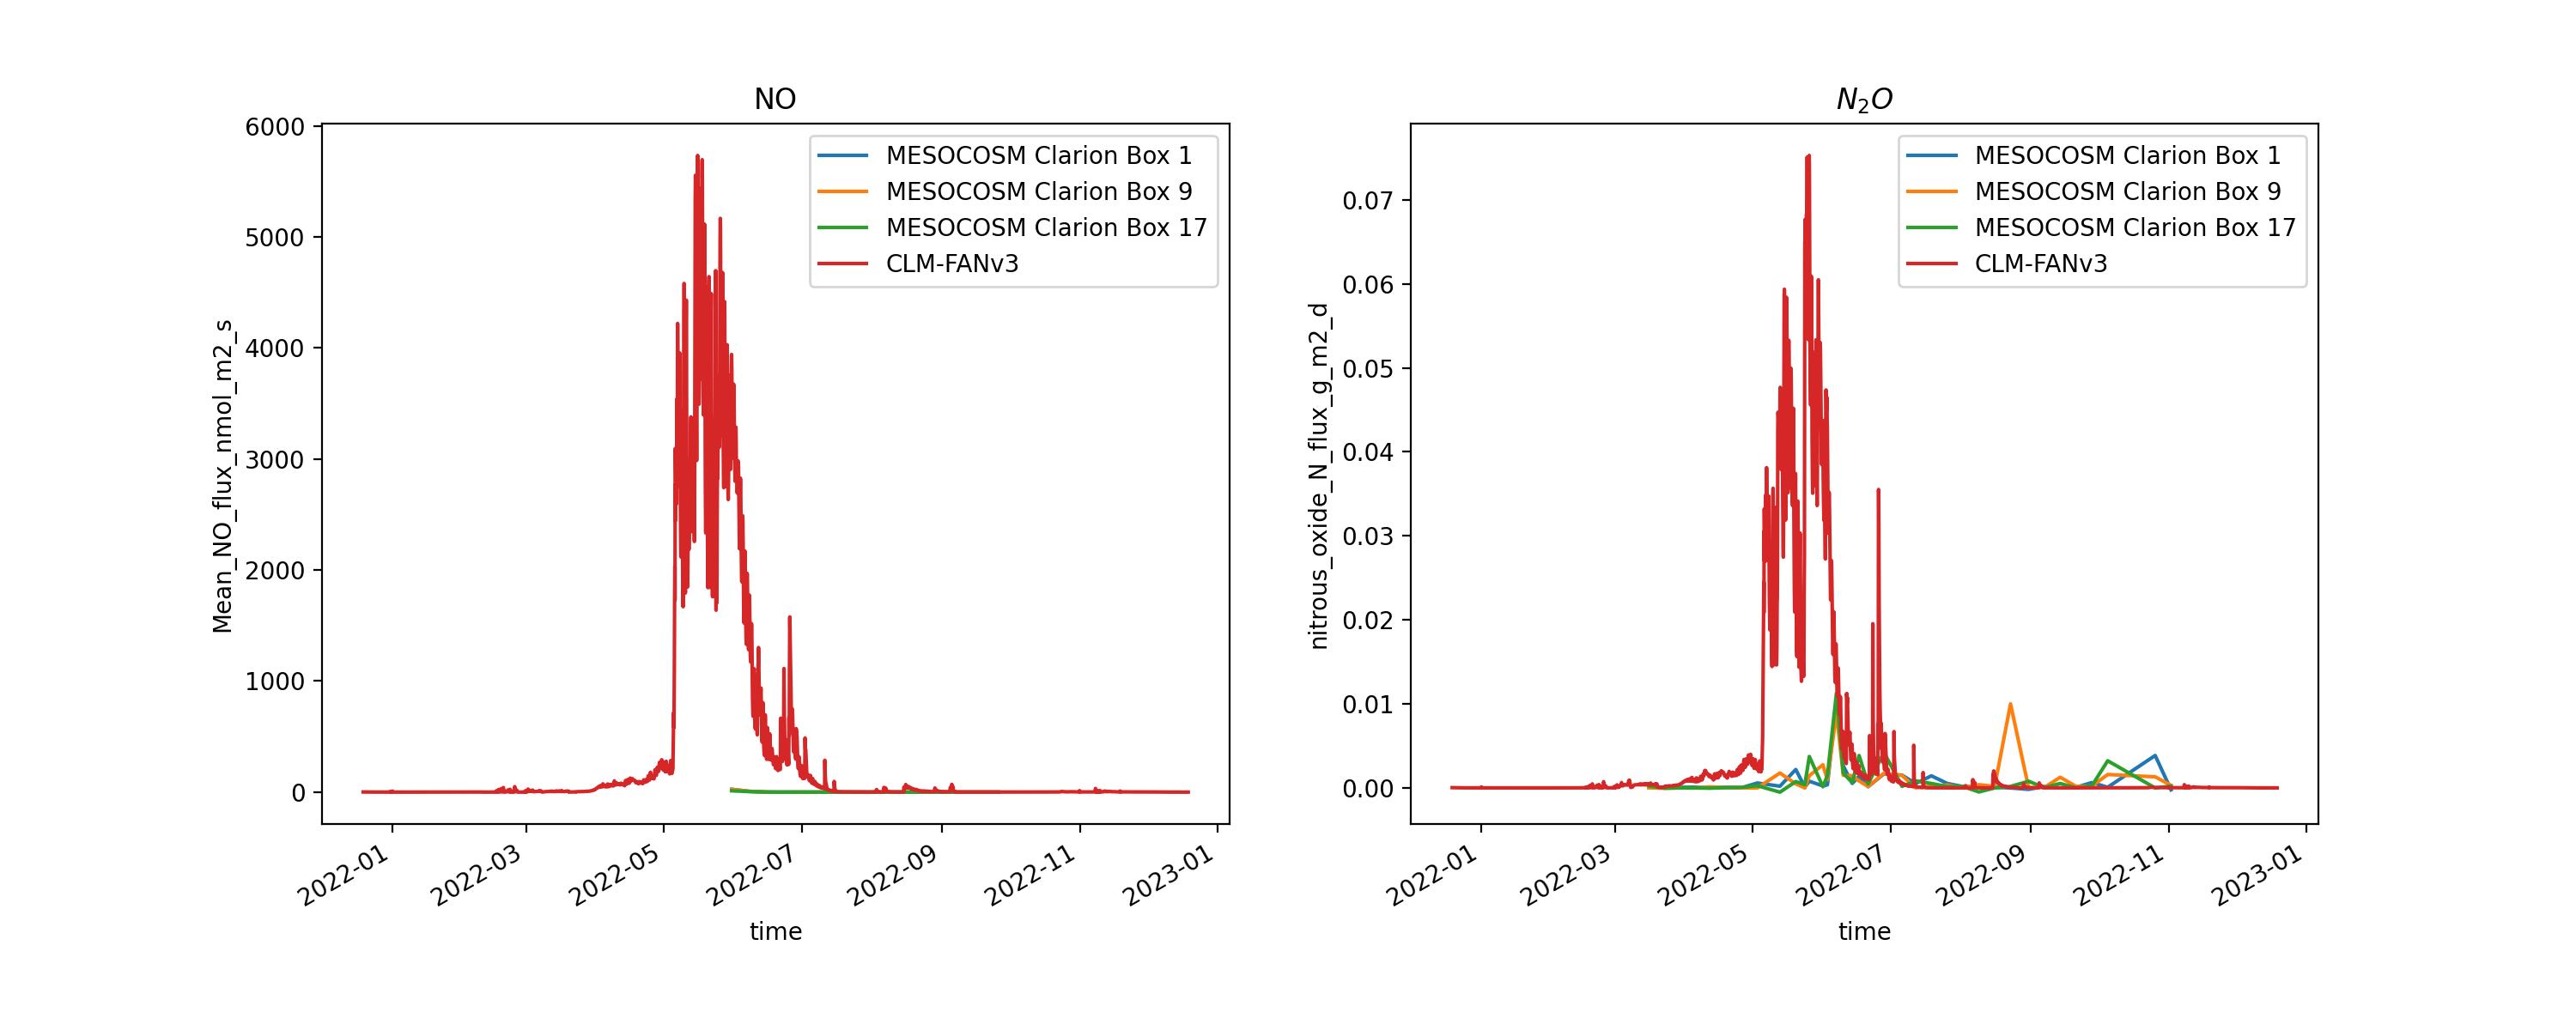 NO
Mean_NO_flux_nmol_m2_s
6000
5000
4000
3000
2000
1000
0
MESOCOSM Clarion Box 1
MESOCOSM Clarion Box 9
MESOCOSM Clarion Box 17
CLM-FANv3
2022-01
2022-03
2022-05
2022-07
2022-09
2022-11
2023-01
time
N₂O
nitrous_oxide_N_flux_g_m2_d
0.07
0.06
0.05
0.04
0.03
0.02
0.01
0.00
MESOCOSM Clarion Box 1
MESOCOSM Clarion Box 9
MESOCOSM Clarion Box 17
CLM-FANv3
2022-01
2022-03
2022-05
2022-07
2022-09
2022-11
2023-01
time